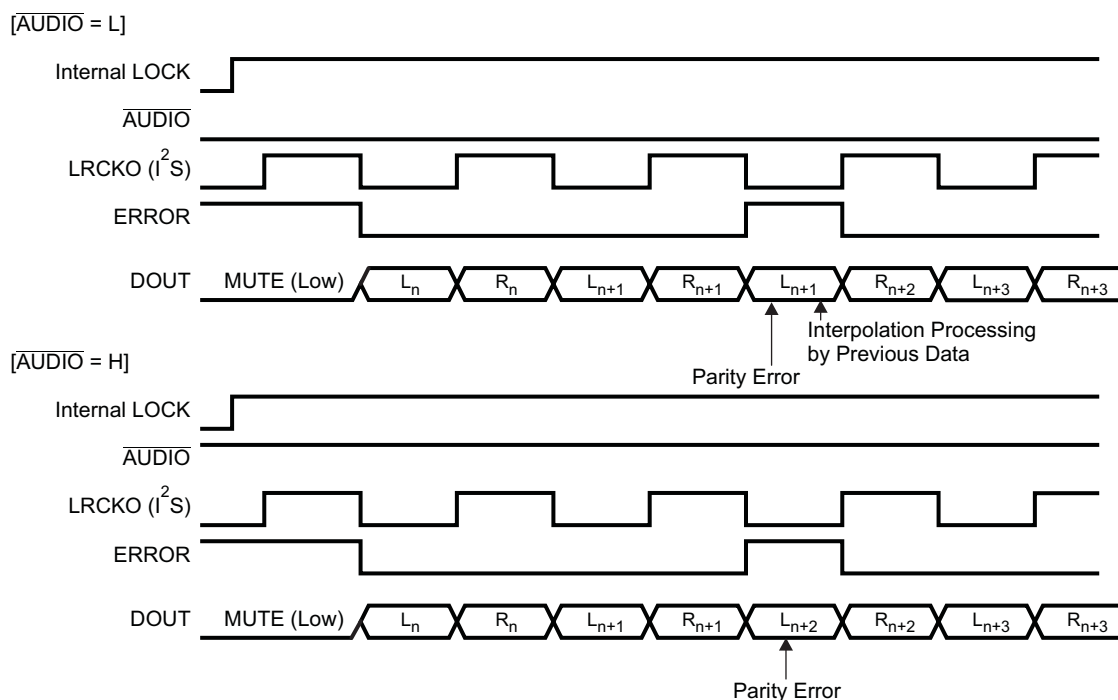 [AUDIO = L]
Internal LOCK
AUDIO
LRCKO (I²S)
ERROR
DOUT MUTE (Low) Lₙ Rₙ Lₙ₊₁ Rₙ₊₁ Lₙ₊₁ Rₙ₊₂ Lₙ₊₃ Rₙ₊₃
Interpolation Processing
by Previous Data
Parity Error
[AUDIO = H]
Internal LOCK
AUDIO
LRCKO (I²S)
ERROR
DOUT MUTE (Low) Lₙ Rₙ Lₙ₊₁ Rₙ₊₁ Lₙ₊₂ Rₙ₊₂ Lₙ₊₃ Rₙ₊₃
Parity Error